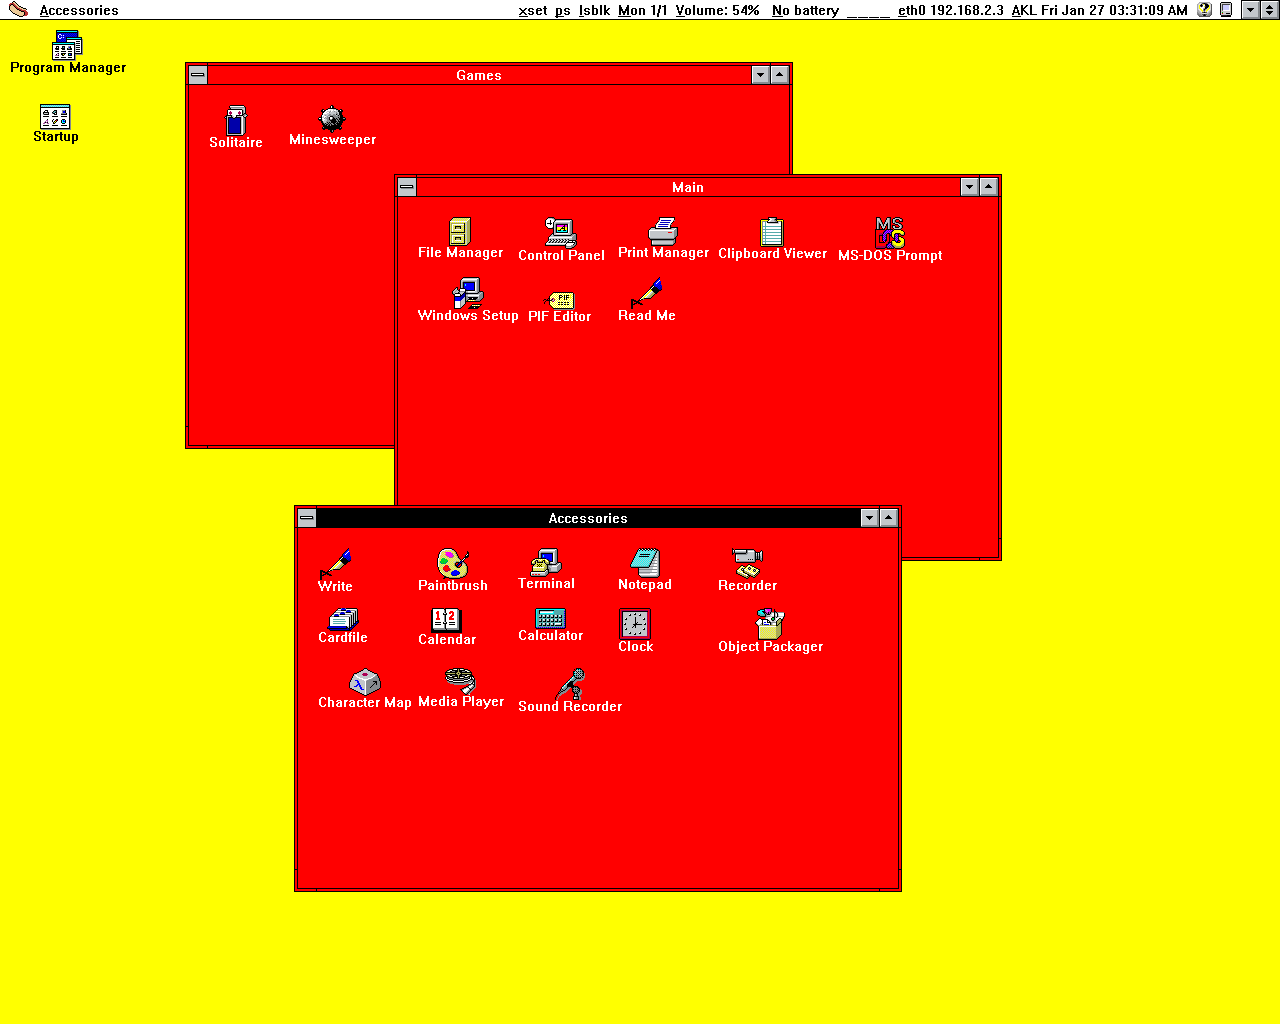 Accessories xset ps lsblk Mon 1/1 Volume: 54% No battery _ _ _ _ eth0 192.168.2.3 AKL Fri Jan 27 03:31:09 AM
Program Manager
Startup
Games
Solitaire Minesweeper
Main
File Manager Control Panel Print Manager Clipboard Viewer MS-DOS Prompt
Windows Setup PIF Editor Read Me
Accessories
Write Paintbrush Terminal Notepad Recorder
Cardfile Calendar Calculator Clock Object Packager
Character Map Media Player Sound Recorder